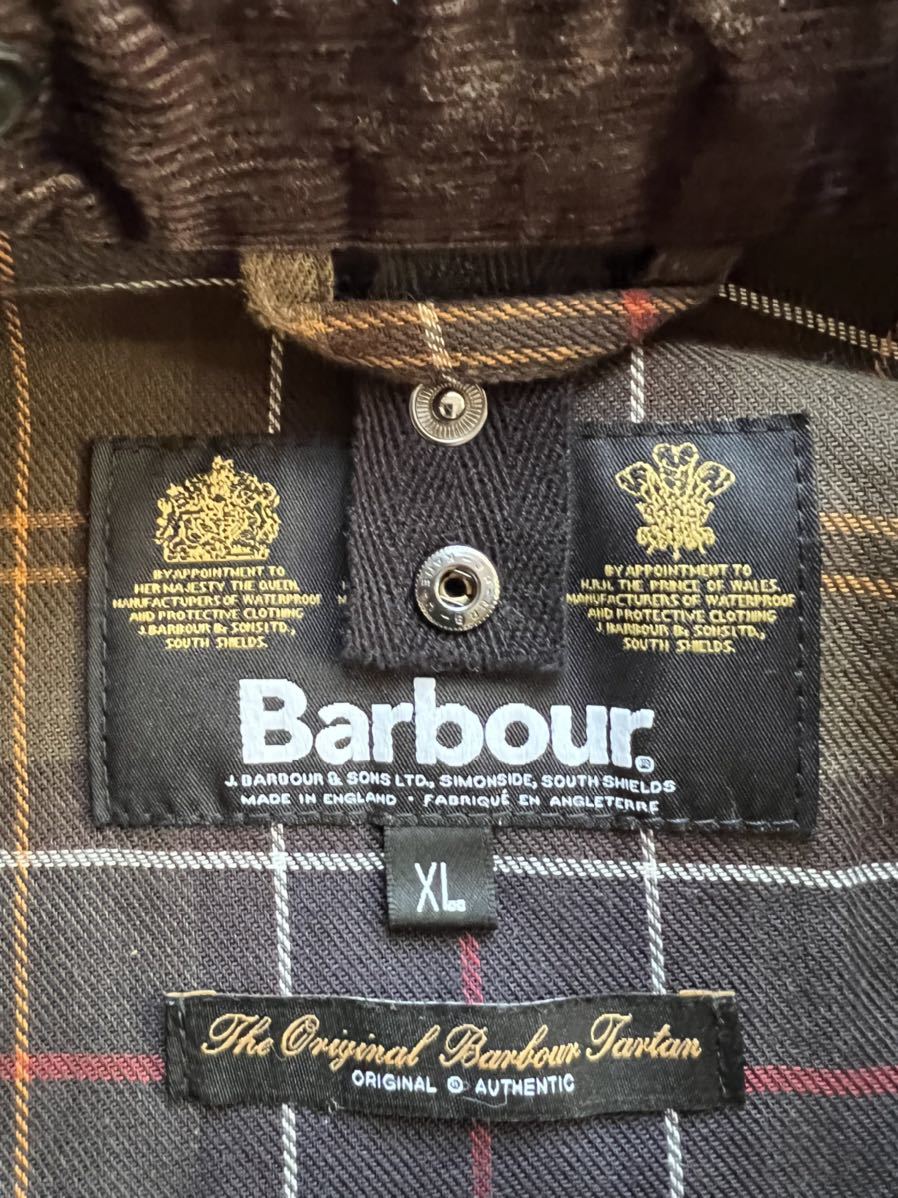 BY APPOINTMENT TO
HER MAJESTY THE QUEEN
MANUFACTURERS OF WATERPROOF
AND PROTECTIVE CLOTHING
J.BARBOUR & SONS LTD.,
SOUTH SHIELDS.
BY APPOINTMENT TO
H.R.H. THE PRINCE OF WALES.
MANUFACTURERS OF WATERPROOF
AND PROTECTIVE CLOTHING
J.BARBOUR & SONS LTD.,
SOUTH SHIELDS.
Barbour®
J. BARBOUR & SONS LTD., SIMONSIDE, SOUTH SHIELDS
MADE IN ENGLAND · FABRIQUÉ EN ANGLETERRE
XL
The Original Barbour Tartan
ORIGINAL ® AUTHENTIC